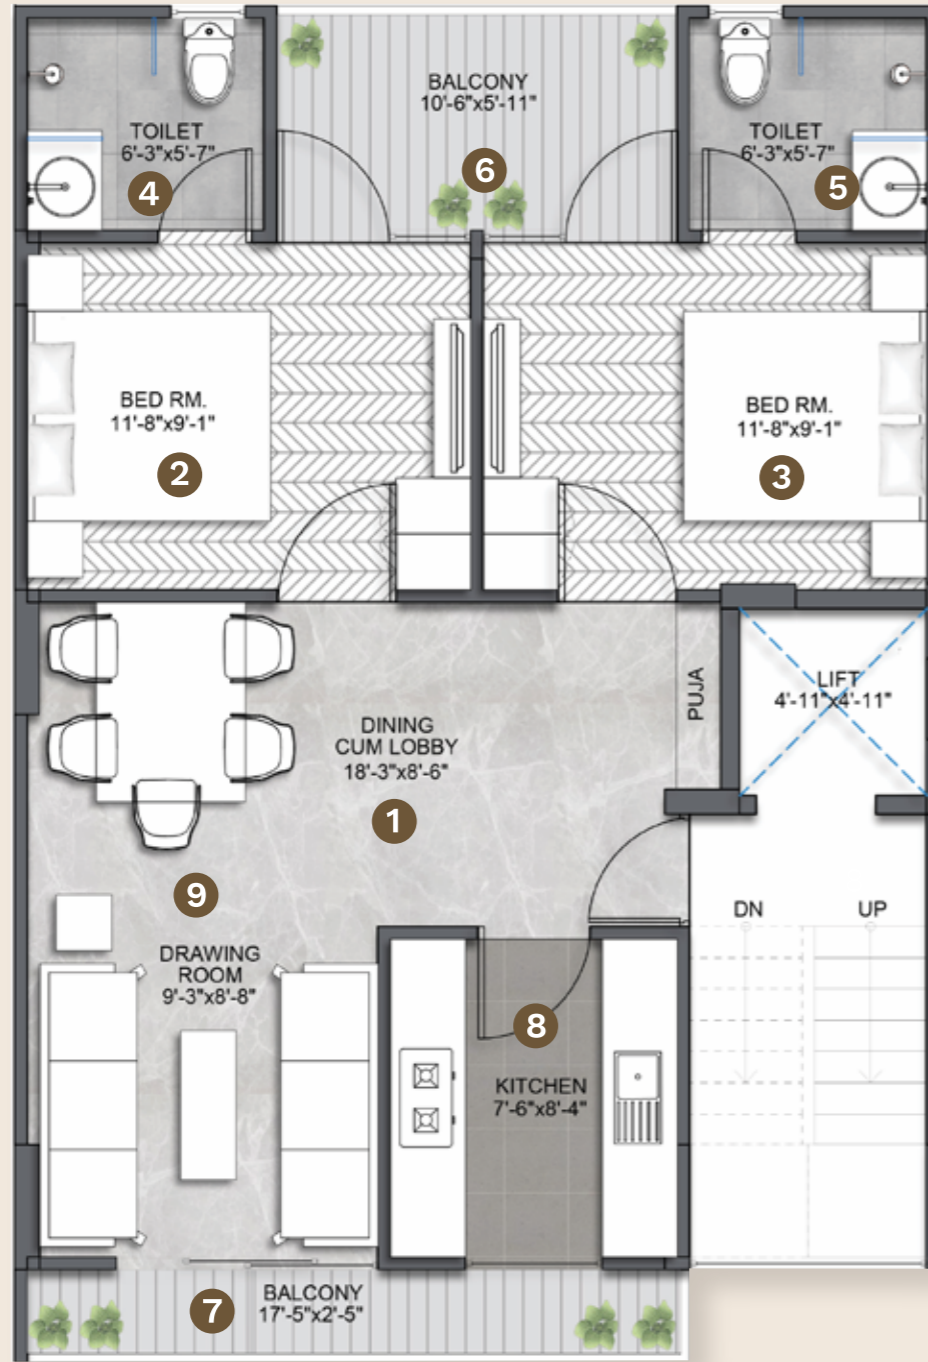 BALCONY
10'-6"x5'-11"
TOILET
6'-3"x5'-7"
4
6
TOILET
6'-3"x5'-7"
5
BED RM.
11'-8"x9'-1"
2
BED RM.
11'-8"x9'-1"
3
PUJA
LIFT
4'-11"x4'-11"
DINING
CUM LOBBY
18'-3"x8'-6"
1
9
DRAWING
ROOM
9'-3"x8'-8"
DN
UP
8
KITCHEN
7'-6"x8'-4"
7
BALCONY
17'-5"x2'-5"